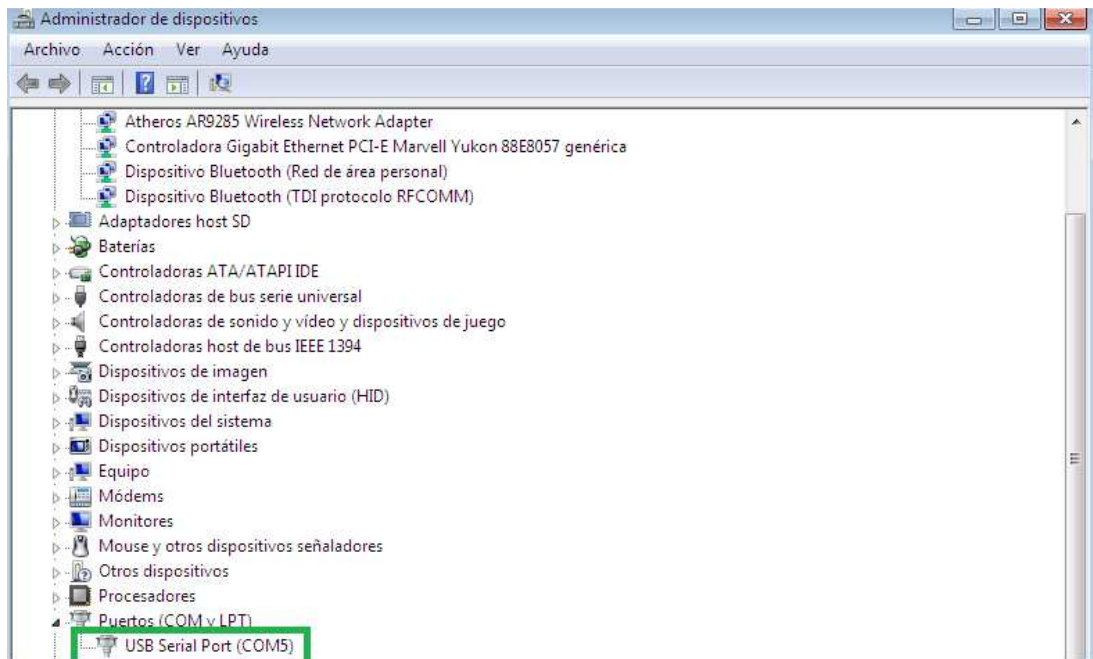 Administrador de dispositivos
Archivo Acción Ver Ayuda
Atheros AR9285 Wireless Network Adapter
Controladora Gigabit Ethernet PCI-E Marvell Yukon 88E8057 genérica
Dispositivo Bluetooth (Red de área personal)
Dispositivo Bluetooth (TDI protocolo RFCOMM)
Adaptadores host SD
Baterías
Controladoras ATA/ATAPI IDE
Controladoras de bus serie universal
Controladoras de sonido y vídeo y dispositivos de juego
Controladoras host de bus IEEE 1394
Dispositivos de imagen
Dispositivos de interfaz de usuario (HID)
Dispositivos del sistema
Dispositivos portátiles
Equipo
Módems
Monitores
Mouse y otros dispositivos señaladores
Otros dispositivos
Procesadores
Puertos (COM y LPT)
USB Serial Port (COM5)